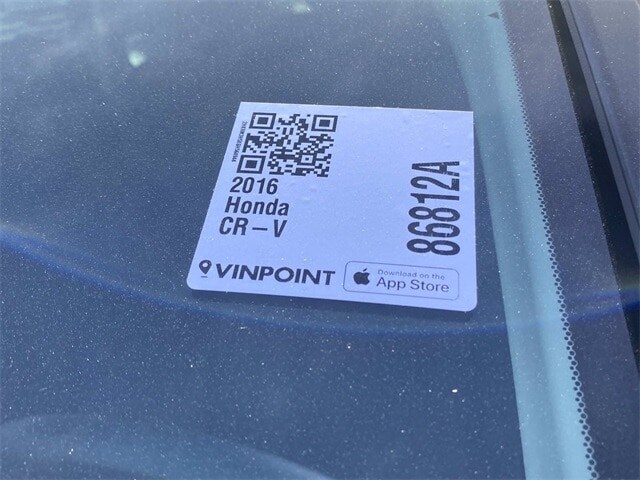 2016
Honda
CR-V
86812A
VINPOINT
Download on the
App Store